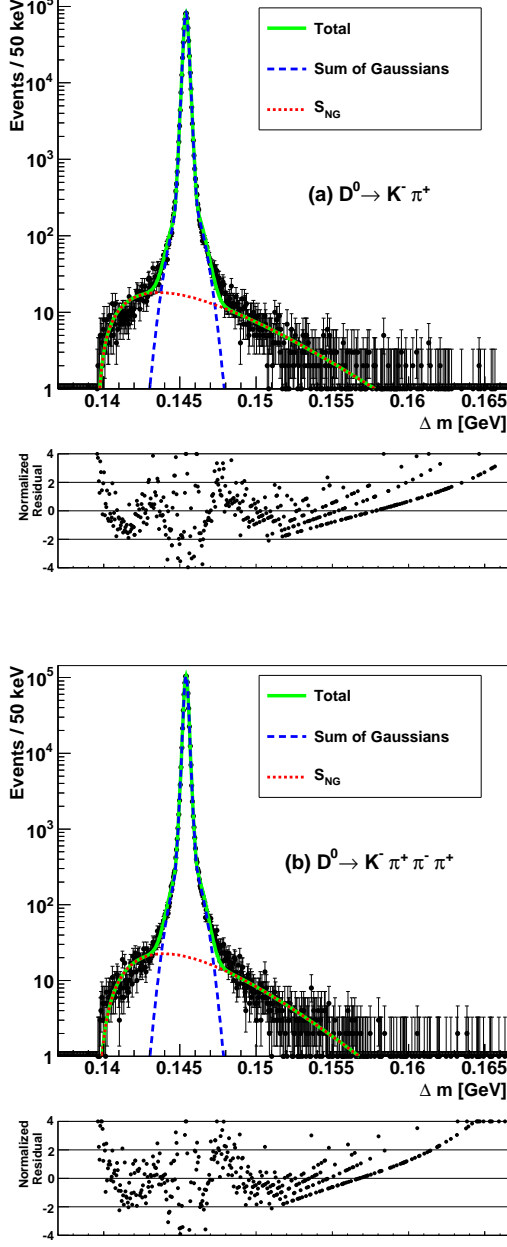 Events / 50 keV
10⁵
10⁴
10³
10²
10
1
Total
Sum of Gaussians
S_NG
(a) D⁰→ K⁻ π⁺
0.14 0.145 0.15 0.155 0.16 0.165
Δ m [GeV]
Normalized
Residual
4
2
0
-2
-4
Events / 50 keV
10⁵
10⁴
10³
10²
10
1
Total
Sum of Gaussians
S_NG
(b) D⁰→ K⁻ π⁺ π⁻ π⁺
0.14 0.145 0.15 0.155 0.16 0.165
Δ m [GeV]
Normalized
Residual
4
2
0
-2
-4